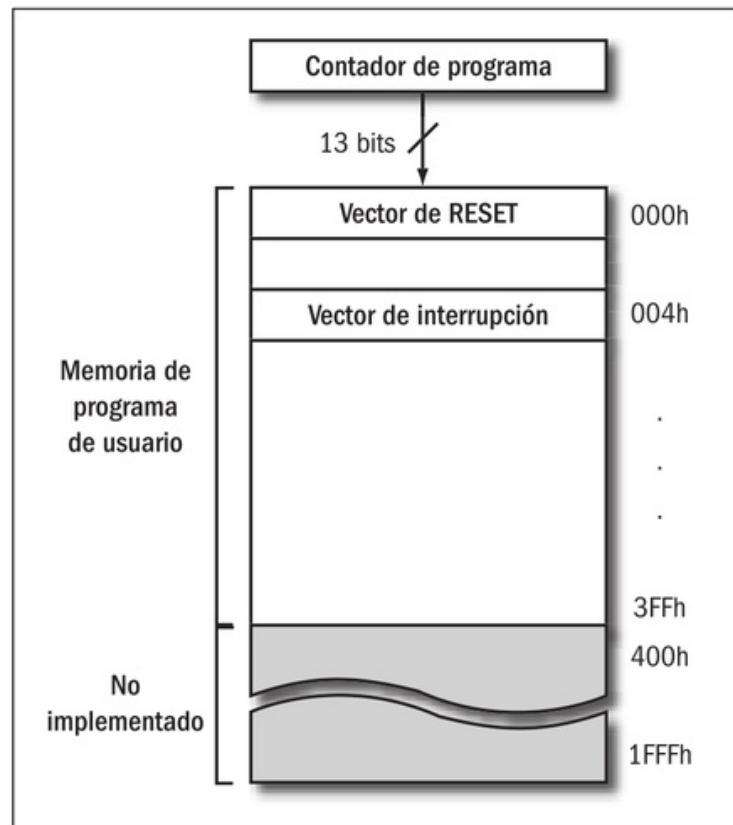 Contador de programa
13 bits
Vector de RESET
000h
Vector de interrupción
004h
Memoria de
programa
de usuario
.
.
.
3FFh
400h
No
implementado
1FFFh